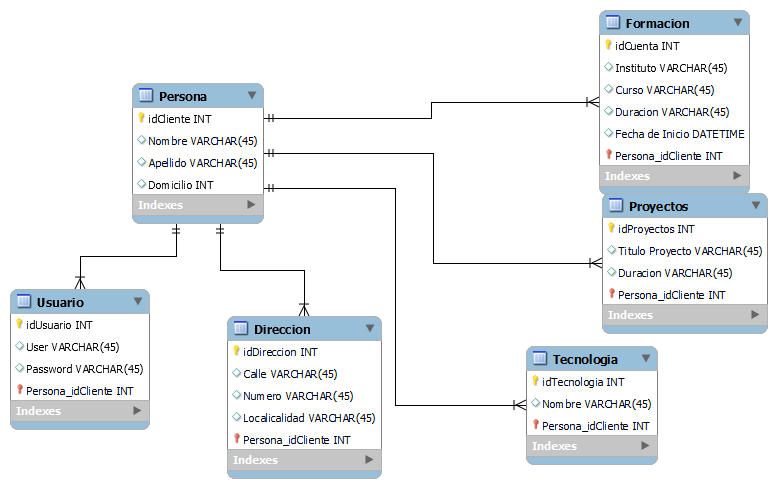 Persona
idCliente INT
Nombre VARCHAR(45)
Apellido VARCHAR(45)
Domicilio INT
Indexes
Formacion
idCuenta INT
Instituto VARCHAR(45)
Curso VARCHAR(45)
Duracion VARCHAR(45)
Fecha de Inicio DATETIME
Persona_idCliente INT
Indexes
Proyectos
idProyectos INT
Titulo Proyecto VARCHAR(45)
Duracion VARCHAR(45)
Persona_idCliente INT
Indexes
Usuario
idUsuario INT
User VARCHAR(45)
Password VARCHAR(45)
Persona_idCliente INT
Indexes
Direccion
idDireccion INT
Calle VARCHAR(45)
Numero VARCHAR(45)
Localicalidad VARCHAR(45)
Persona_idCliente INT
Indexes
Tecnologia
idTecnologia INT
Nombre VARCHAR(45)
Persona_idCliente INT
Indexes